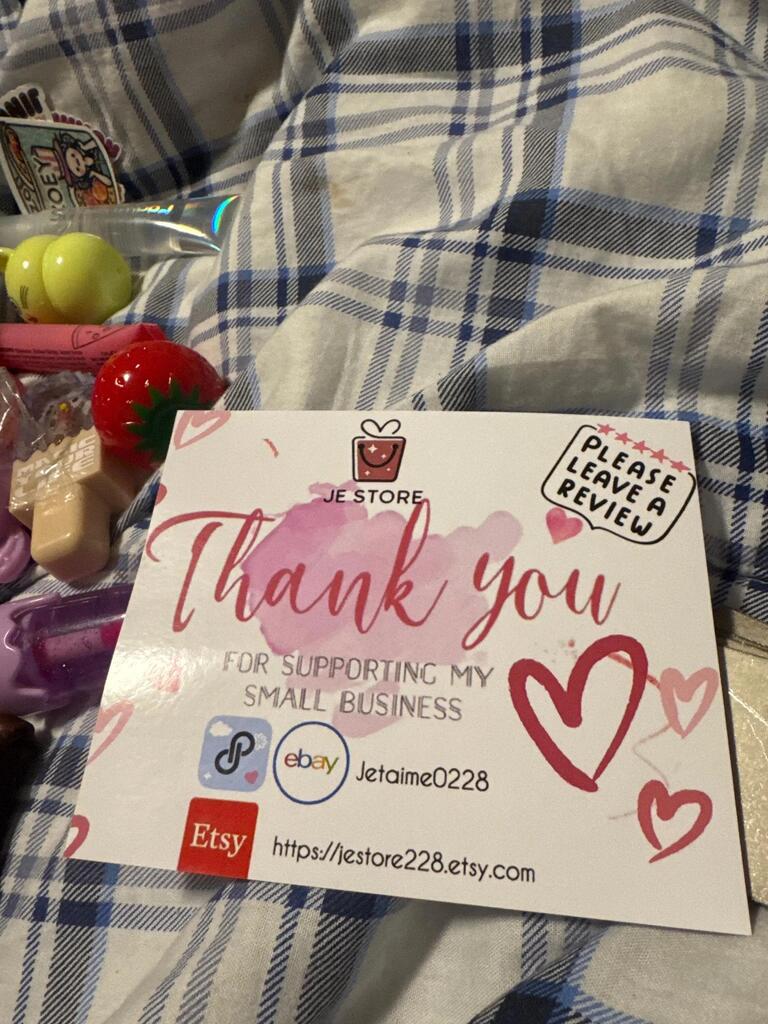 JE STORE
PLEASE
LEAVE A
REVIEW
Thank you
FOR SUPPORTING MY
SMALL BUSINESS
ebay
Jetaime0228
Etsy
https://jestore228.etsy.com